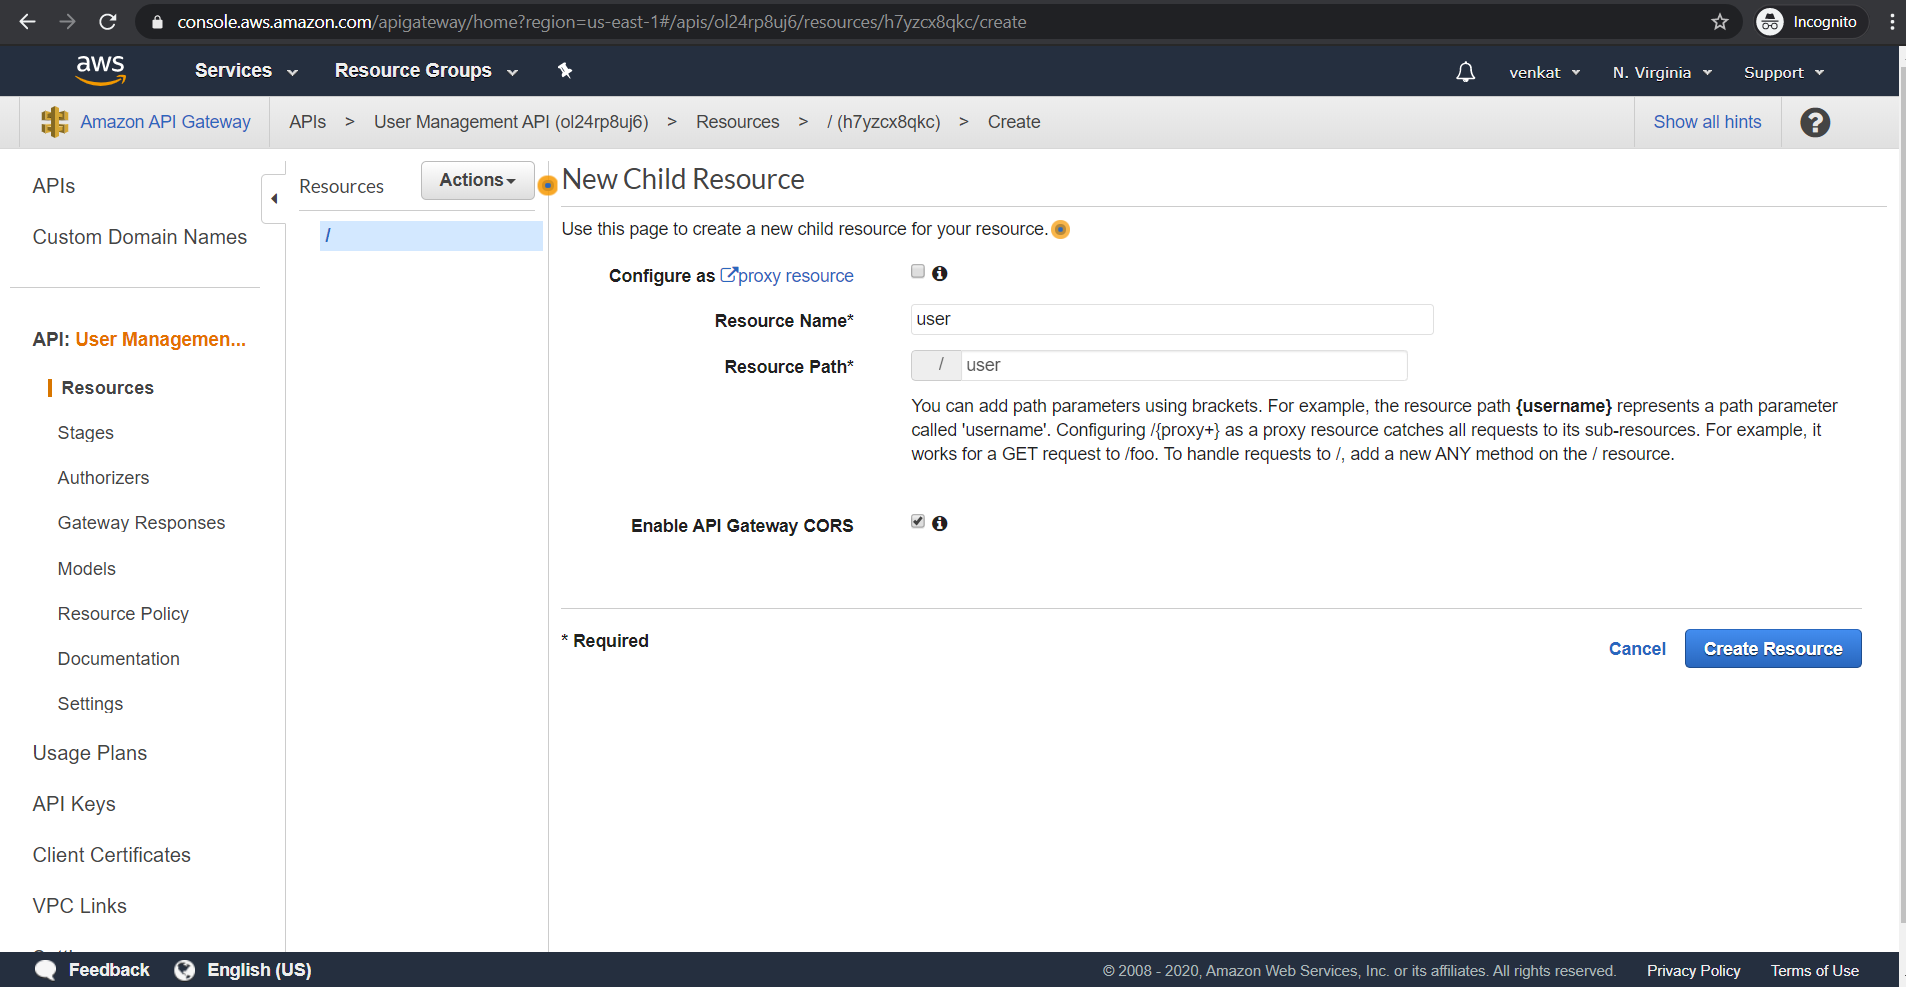 console.aws.amazon.com/apigateway/home?region=us-east-1#/apis/ol24rp8uj6/resources/h7yzcx8qkc/create
Incognito
aws
Services
Resource Groups
venkat
N. Virginia
Support
Amazon API Gateway
APIs > User Management API (ol24rp8uj6) > Resources > / (h7yzcx8qkc) > Create
Show all hints
?
APIs
Custom Domain Names
API: User Managemen...
Resources
Stages
Authorizers
Gateway Responses
Models
Resource Policy
Documentation
Settings
Usage Plans
API Keys
Client Certificates
VPC Links
Resources
Actions
/
New Child Resource
Use this page to create a new child resource for your resource.
Configure as proxy resource
Resource Name*
user
Resource Path*
/ user
You can add path parameters using brackets. For example, the resource path {username} represents a path parameter
called 'username'. Configuring /{proxy+} as a proxy resource catches all requests to its sub-resources. For example, it
works for a GET request to /foo. To handle requests to /, add a new ANY method on the / resource.
Enable API Gateway CORS
* Required
Cancel
Create Resource
Feedback
English (US)
© 2008 - 2020, Amazon Web Services, Inc. or its affiliates. All rights reserved.
Privacy Policy
Terms of Use